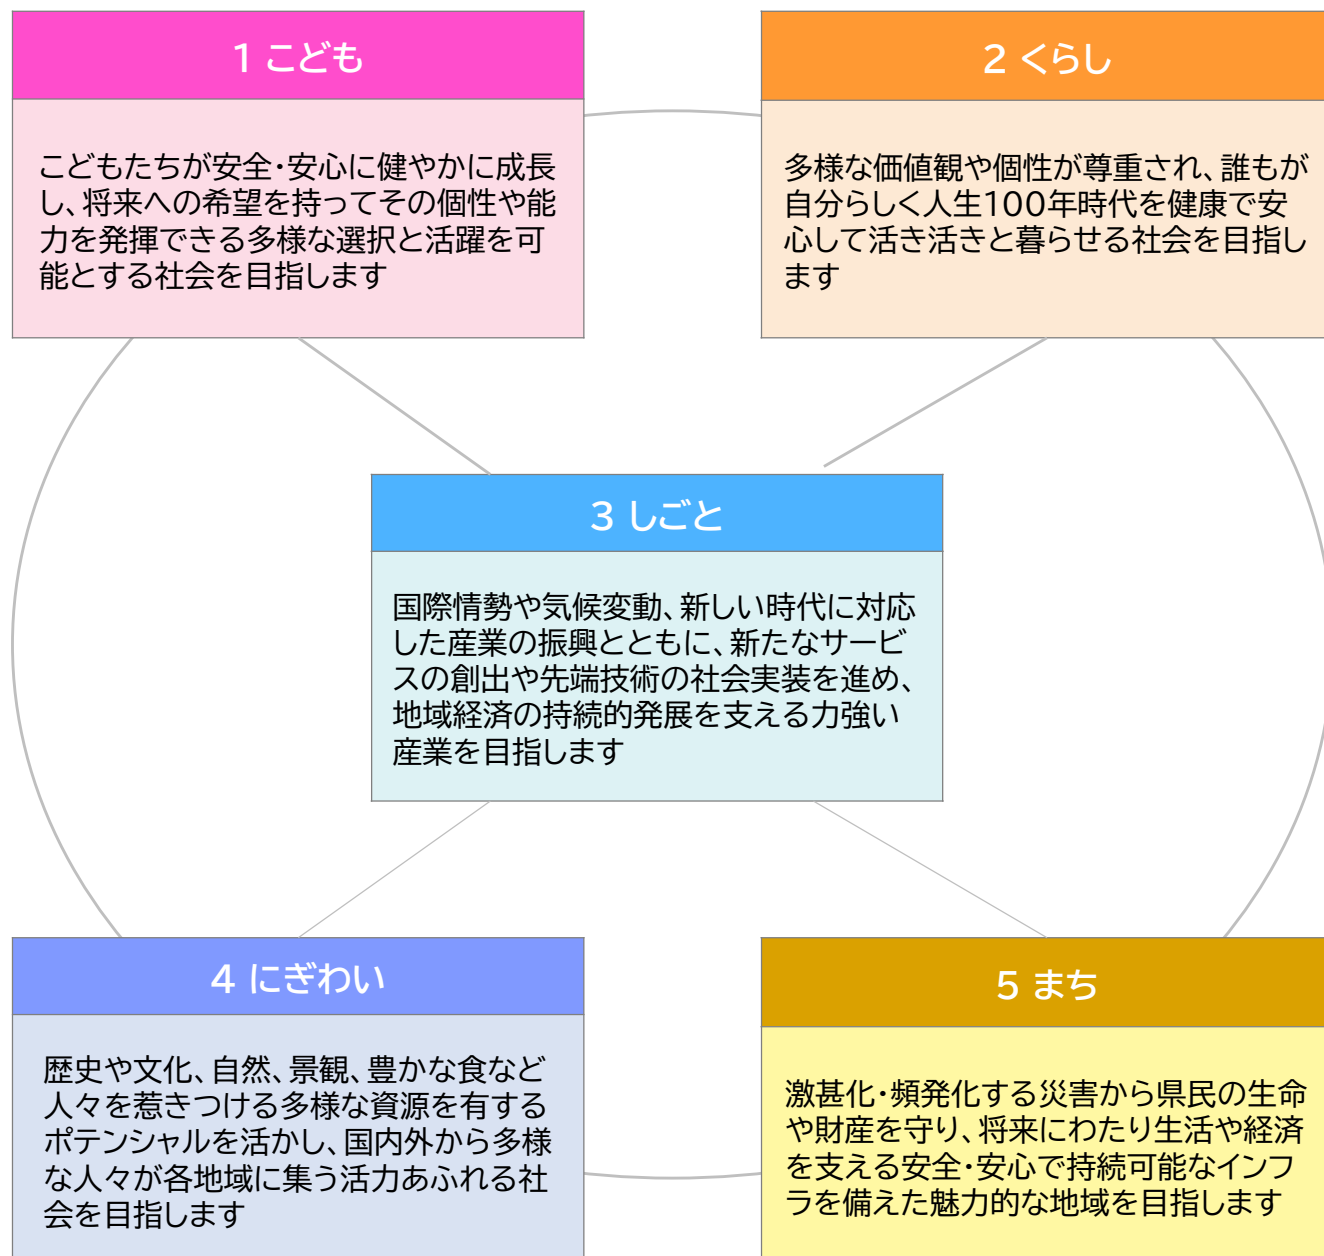 1 こども
こどもたちが安全・安心に健やかに成長
し、将来への希望を持ってその個性や能
力を発揮できる多様な選択と活躍を可
能とする社会を目指します
2 くらし
多様な価値観や個性が尊重され、誰もが
自分らしく人生100年時代を健康で安
心して活き活きと暮らせる社会を目指し
ます
3 しごと
国際情勢や気候変動、新しい時代に対応
した産業の振興とともに、新たなサービ
スの創出や先端技術の社会実装を進め、
地域経済の持続的発展を支える力強い
産業を目指します
4 にぎわい
歴史や文化、自然、景観、豊かな食など
人々を惹きつける多様な資源を有する
ポテンシャルを活かし、国内外から多様
な人々が各地域に集う活力あふれる社
会を目指します
5 まち
激甚化・頻発化する災害から県民の生命
や財産を守り、将来にわたり生活や経済
を支える安全・安心で持続可能なインフ
ラを備えた魅力的な地域を目指します